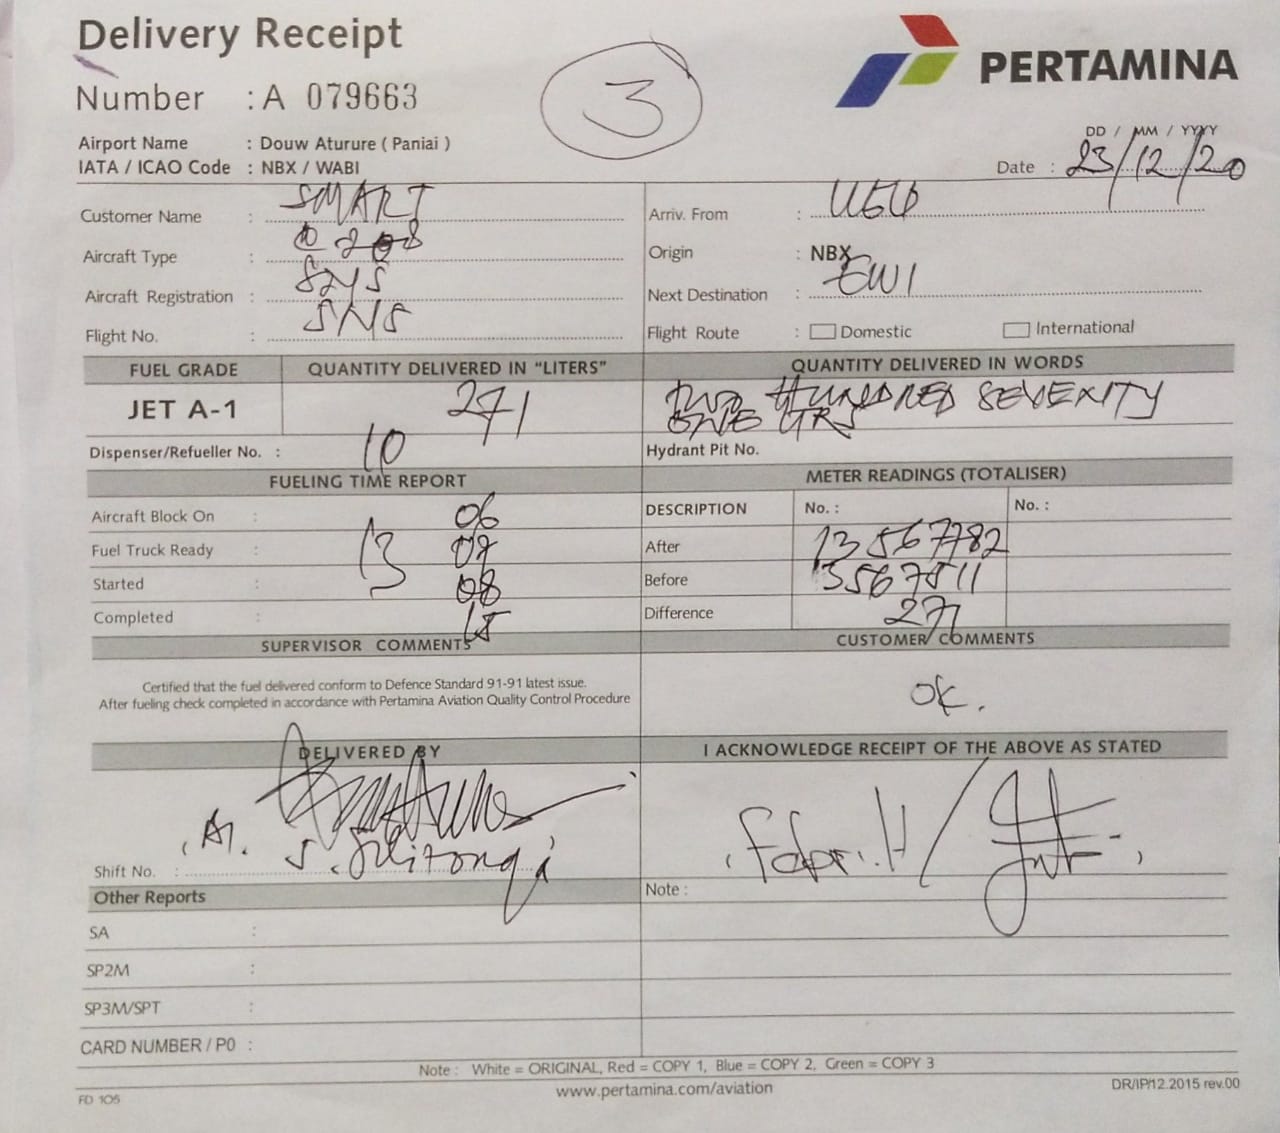 Delivery Receipt
Number : A 079663
3
PERTAMINA
Airport Name : Douw Aturure ( Paniai )
IATA / ICAO Code : NBX / WABI
DD / MM / YYYY
Date : 23/12/20
Customer Name : SMART
Arriv. From :
Aircraft Type :
Origin : NBX
Aircraft Registration :
Next Destination : EWI
Flight No. : SNS
Flight Route : Domestic International
FUEL GRADE QUANTITY DELIVERED IN "LITERS" QUANTITY DELIVERED IN WORDS
JET A-1 271 TWO HUNDRED SEVENTY
ONE LTRS
Dispenser/Refueller No. : 10 Hydrant Pit No.
FUELING TIME REPORT METER READINGS (TOTALISER)
Aircraft Block On : 06 DESCRIPTION No. : No. :
Fuel Truck Ready : 13 07 After 13567782
Started : 08 Before 13567511
Completed : 15 Difference 271
SUPERVISOR COMMENTS CUSTOMER COMMENTS
Certified that the fuel delivered conform to Defence Standard 91-91 latest issue.
After fueling check completed in accordance with Pertamina Aviation Quality Control Procedure
OK.
DELIVERED BY I ACKNOWLEDGE RECEIPT OF THE ABOVE AS STATED
Shift No. :
Note :
Other Reports
SA :
SP2M :
SP3M/SPT :
CARD NUMBER / PO :
Note : White = ORIGINAL, Red = COPY 1, Blue = COPY 2, Green = COPY 3
www.pertamina.com/aviation
FD 105
DR/IP/12.2015 rev.00